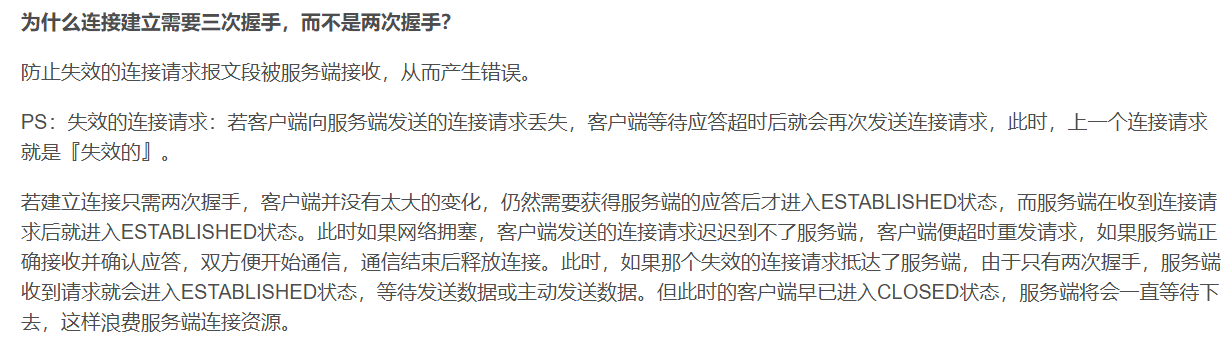 为什么连接建立需要三次握手，而不是两次握手？
防止失效的连接请求报文段被服务端接收，从而产生错误。
PS：失效的连接请求：若客户端向服务端发送的连接请求丢失，客户端等待应答超时后就会再次发送连接请求，此时，上一个连接请求
就是『失效的』。
若建立连接只需两次握手，客户端并没有太大的变化，仍然需要获得服务端的应答后才进入ESTABLISHED状态，而服务端在收到连接请
求后就进入ESTABLISHED状态。此时如果网络拥塞，客户端发送的连接请求迟迟到不了服务端，客户端便超时重发请求，如果服务端正
确接收并确认应答，双方便开始通信，通信结束后释放连接。此时，如果那个失效的连接请求抵达了服务端，由于只有两次握手，服务端
收到请求就会进入ESTABLISHED状态，等待发送数据或主动发送数据。但此时的客户端早已进入CLOSED状态，服务端将会一直等待下
去，这样浪费服务端连接资源。